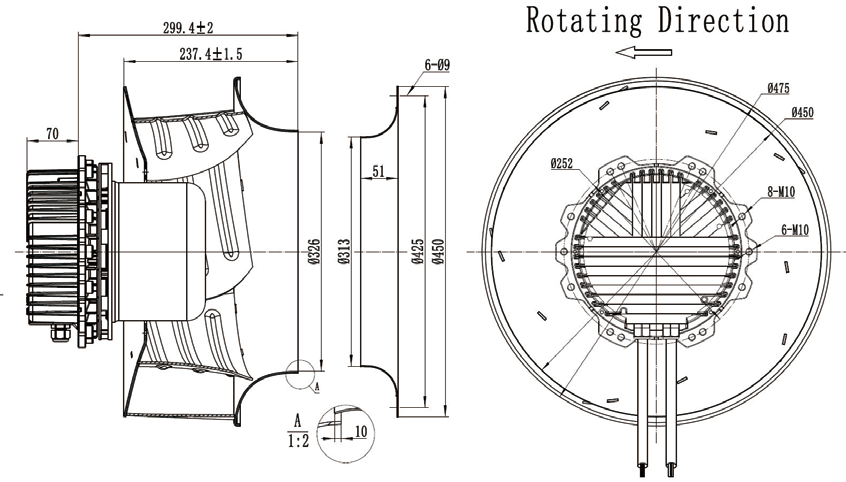 Rotating Direction
299.4±2
237.4±1.5
6-Ø9
70
51
Ø326
Ø313
Ø425
Ø450
A
A
1:2
10
Ø475
Ø450
Ø252
8-M10
6-M10